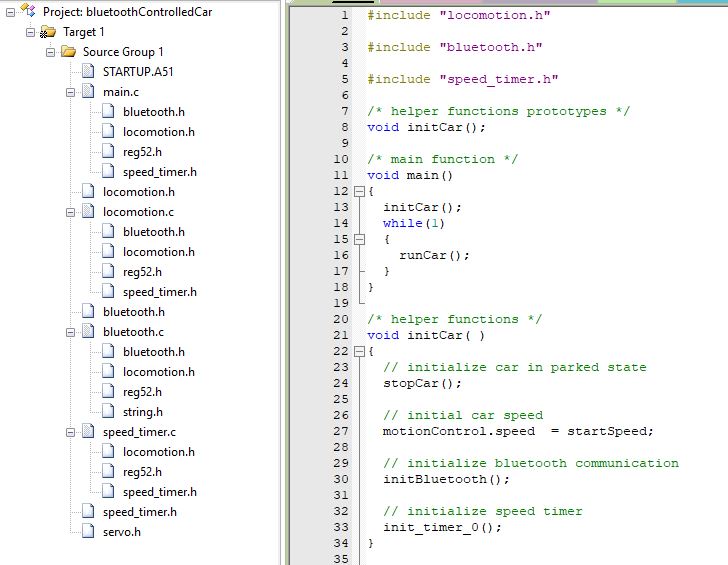 Project: bluetoothControlledCar
Target 1
Source Group 1
STARTUP.A51
main.c
bluetooth.h
locomotion.h
reg52.h
speed_timer.h
locomotion.h
locomotion.c
bluetooth.h
locomotion.h
reg52.h
speed_timer.h
bluetooth.h
bluetooth.c
bluetooth.h
locomotion.h
reg52.h
string.h
speed_timer.c
locomotion.h
reg52.h
speed_timer.h
speed_timer.h
servo.h
1 #include "locomotion.h"
2
3 #include "bluetooth.h"
4
5 #include "speed_timer.h"
6
7 /* helper functions prototypes */
8 void initCar();
9
10 /* main function */
11 void main()
12 {
13 initCar();
14 while(1)
15 {
16 runCar();
17 }
18 }
19
20 /* helper functions */
21 void initCar( )
22 {
23 // initialize car in parked state
24 stopCar();
25
26 // initial car speed
27 motionControl.speed = startSpeed;
28
29 // initialize bluetooth communication
30 initBluetooth();
31
32 // initialize speed timer
33 init_timer_0();
34 }
35